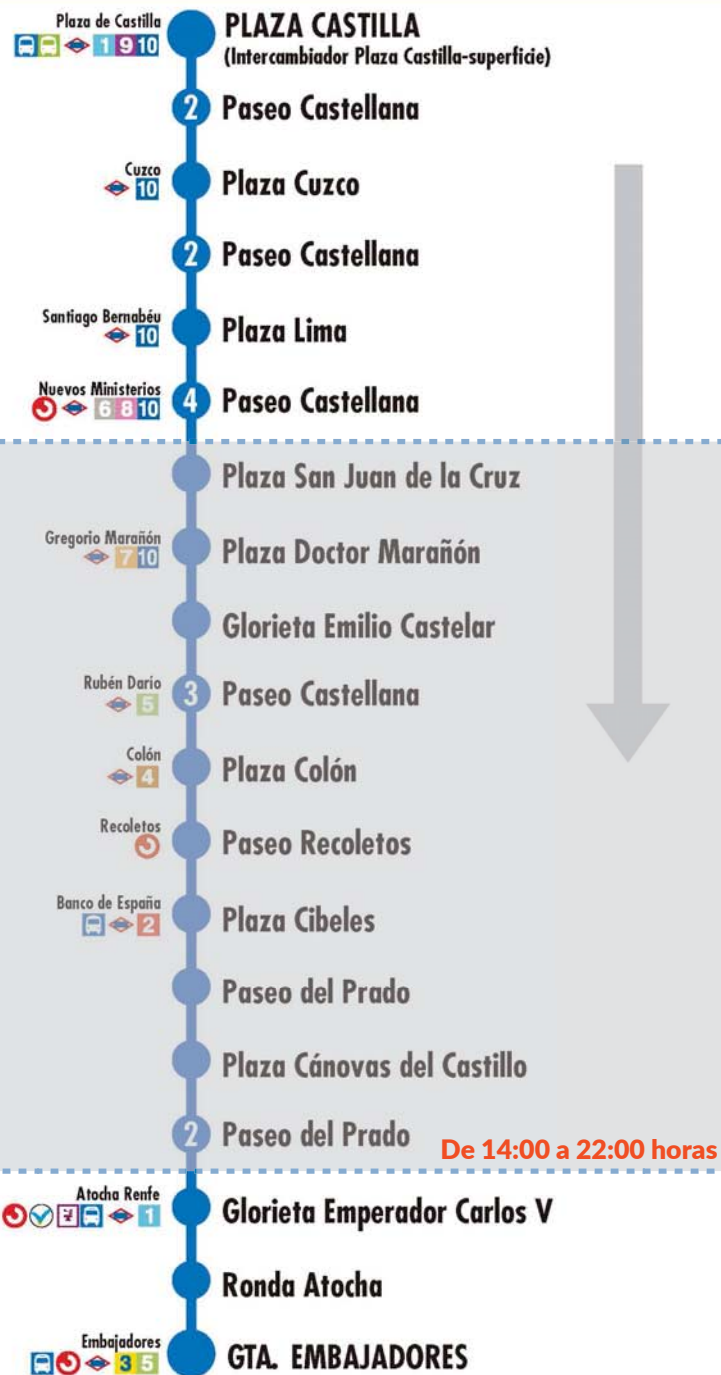 Plaza de Castilla
1 9 10
PLAZA CASTILLA
(Intercambiador Plaza Castilla-superficie)
2 Paseo Castellana
Cuzco
10
Plaza Cuzco
2 Paseo Castellana
Santiago Bernabéu
10
Plaza Lima
Nuevos Ministerios
6 8 10
4 Paseo Castellana
Plaza San Juan de la Cruz
Gregorio Marañón
7 10
Plaza Doctor Marañón
Glorieta Emilio Castelar
Rubén Darío
5
3 Paseo Castellana
Colón
4
Plaza Colón
Recoletos
Paseo Recoletos
Banco de España
2
Plaza Cibeles
Paseo del Prado
Plaza Cánovas del Castillo
2 Paseo del Prado
De 14:00 a 22:00 horas
Atocha Renfe
1
Glorieta Emperador Carlos V
Ronda Atocha
Embajadores
3 5
GTA. EMBAJADORES